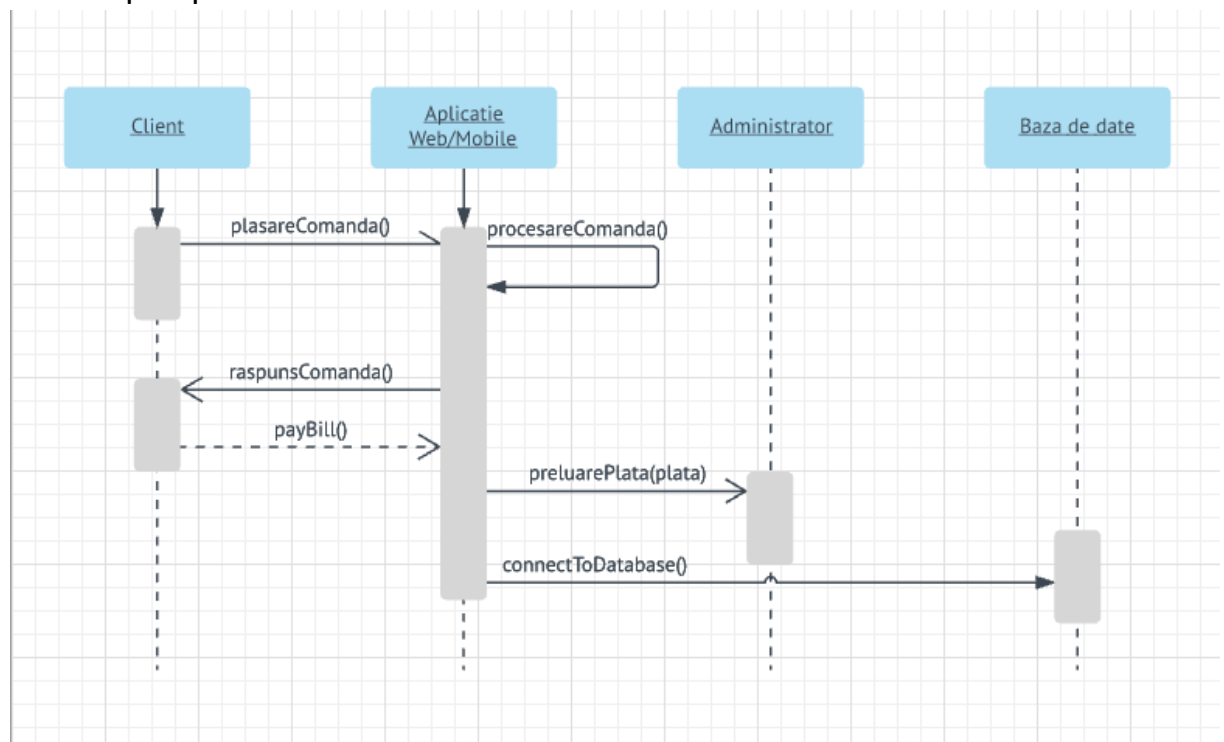 Client
Aplicatie
Web/Mobile
Administrator
Baza de date
plasareComanda()
procesareComanda()
raspunsComanda()
payBill()
preluarePlata(plata)
connectToDatabase()